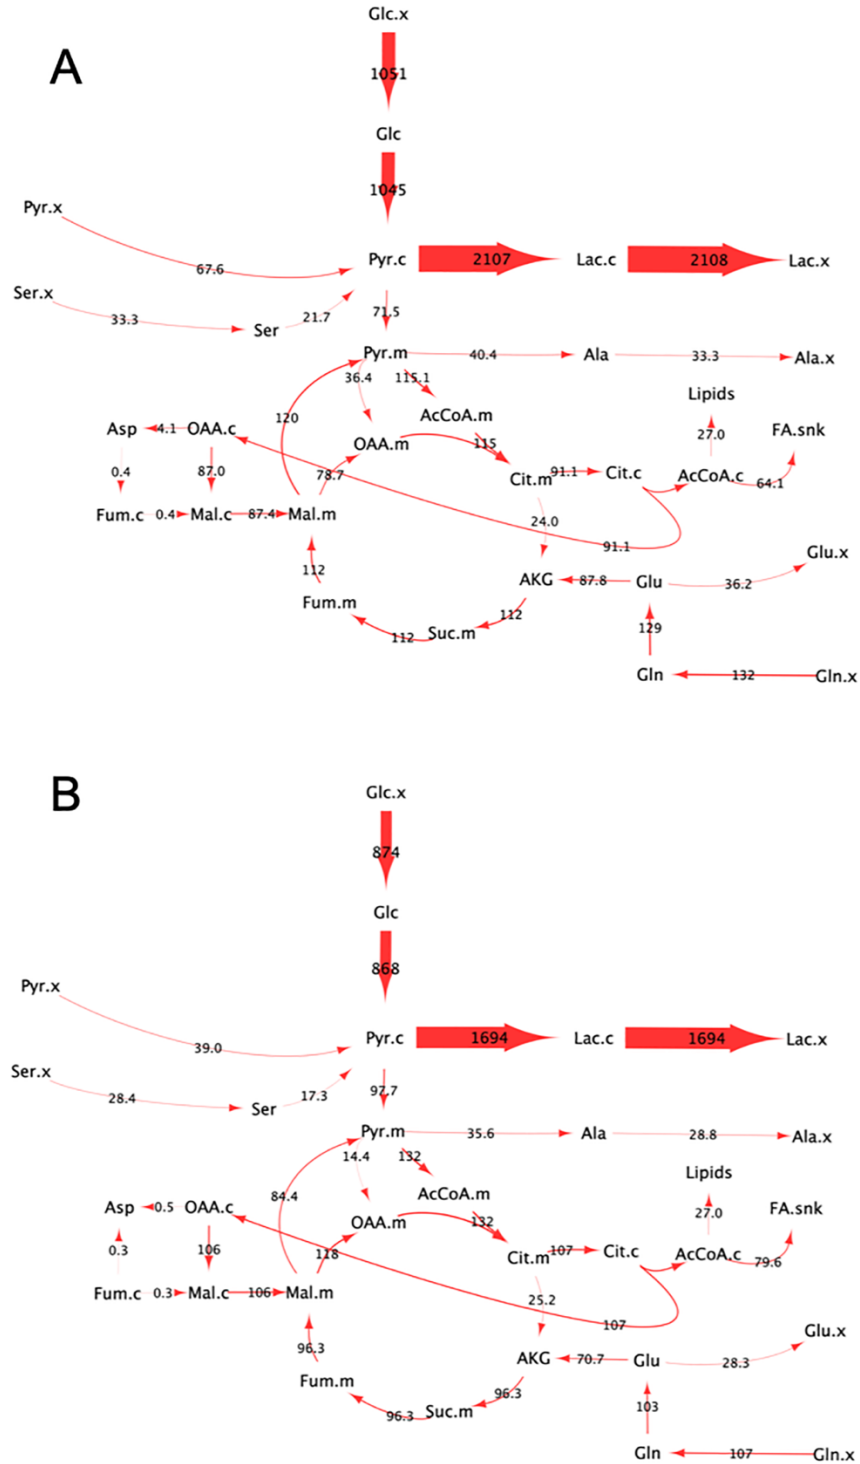 Glc.x
A
1051
Glc
1045
Pyr.x
Pyr.c 2107 Lac.c 2108 Lac.x
67.6
Ser.x
33.3 Ser 21.7 71.5
Pyr.m 40.4 Ala 33.3 Ala.x
36.4 115.1
Lipids
120 AcCoA.m
Asp 4.1 OAA.c 27.0 FA.snk
OAA.m 115
0.4 87.0 78.7 Cit.m 91.1 Cit.c AcCoA.c 64.1
Fum.c 0.4 Mal.c 87.4 Mal.m 24.0
91.1
Glu.x
112 AKG 87.8 Glu 36.2
Fum.m 112
112 Suc.m 129
Gln 132 Gln.x
B
Glc.x
874
Glc
868
Pyr.x
Pyr.c 1694 Lac.c 1694 Lac.x
39.0
Ser.x
28.4 Ser 17.3 97.7
Pyr.m 35.6 Ala 28.8 Ala.x
14.4 132
Lipids
84.4 AcCoA.m
Asp 0.5 OAA.c 27.0 FA.snk
OAA.m 132
0.3 106 118 Cit.m 107 Cit.c AcCoA.c 79.6
Fum.c 0.3 Mal.c 106 Mal.m 25.2
107
Glu.x
96.3 AKG 70.7 Glu 28.3
Fum.m 96.3
96.3 Suc.m 103
Gln 107 Gln.x